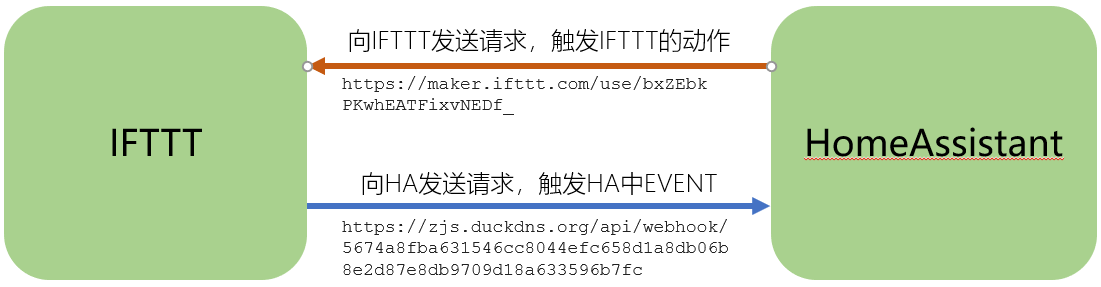 向IFTTT发送请求，触发IFTTT的动作
https://maker.ifttt.com/use/bxZEbk
PKwhEATFixvNEDf_
IFTTT
HomeAssistant
向HA发送请求，触发HA中EVENT
https://zjs.duckdns.org/api/webhook/
5674a8fba631546cc8044efc658d1a8db06b
8e2d87e8db9709d18a633596b7fc